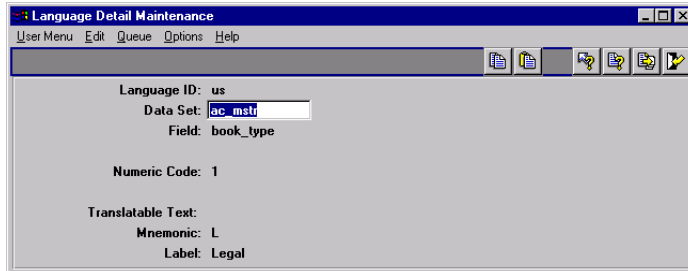 Language Detail Maintenance
User Menu Edit Queue Options Help
Language ID: us
Data Set: ac_mstr
Field: book_type
Numeric Code: 1
Translatable Text:
Mnemonic: L
Label: Legal